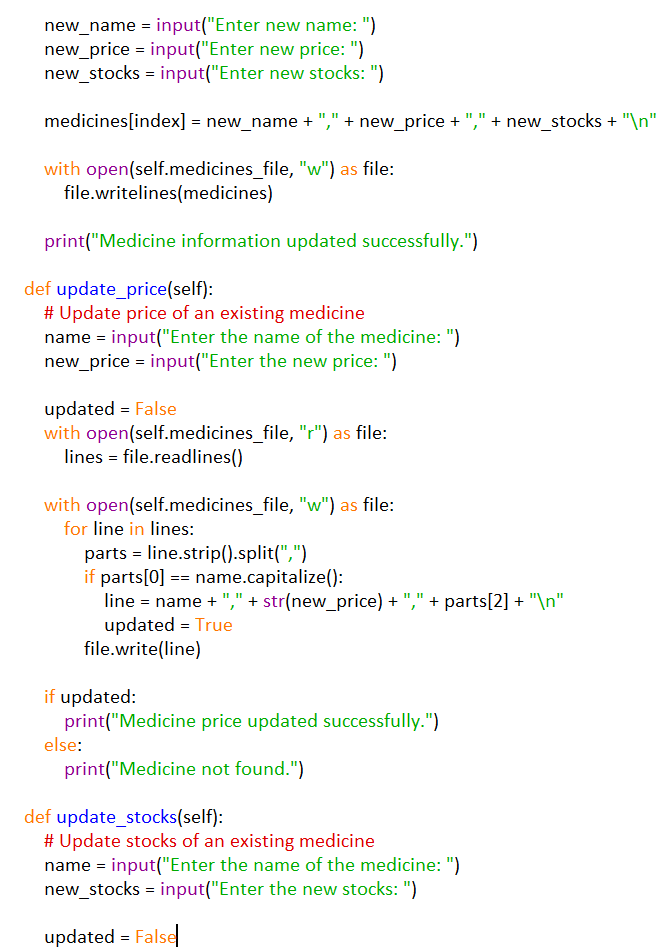 new_name = input("Enter new name: ")
new_price = input("Enter new price: ")
new_stocks = input("Enter new stocks: ")
medicines[index] = new_name + "," + new_price + "," + new_stocks + "\n"
with open(self.medicines_file, "w") as file:
file.writelines(medicines)
print("Medicine information updated successfully.")
def update_price(self):
# Update price of an existing medicine
name = input("Enter the name of the medicine: ")
new_price = input("Enter the new price: ")
updated = False
with open(self.medicines_file, "r") as file:
lines = file.readlines()
with open(self.medicines_file, "w") as file:
for line in lines:
parts = line.strip().split(",")
if parts[0] == name.capitalize():
line = name + "," + str(new_price) + "," + parts[2] + "\n"
updated = True
file.write(line)
if updated:
print("Medicine price updated successfully.")
else:
print("Medicine not found.")
def update_stocks(self):
# Update stocks of an existing medicine
name = input("Enter the name of the medicine: ")
new_stocks = input("Enter the new stocks: ")
updated = False